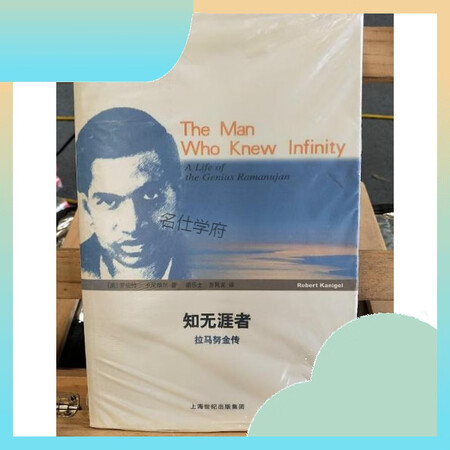 The Man
Who Knew Infinity
A Life of
the Genius Ramanujan
名仕学府
Robert Kanigel
知无涯者
拉马努金传
上海世纪出版集团